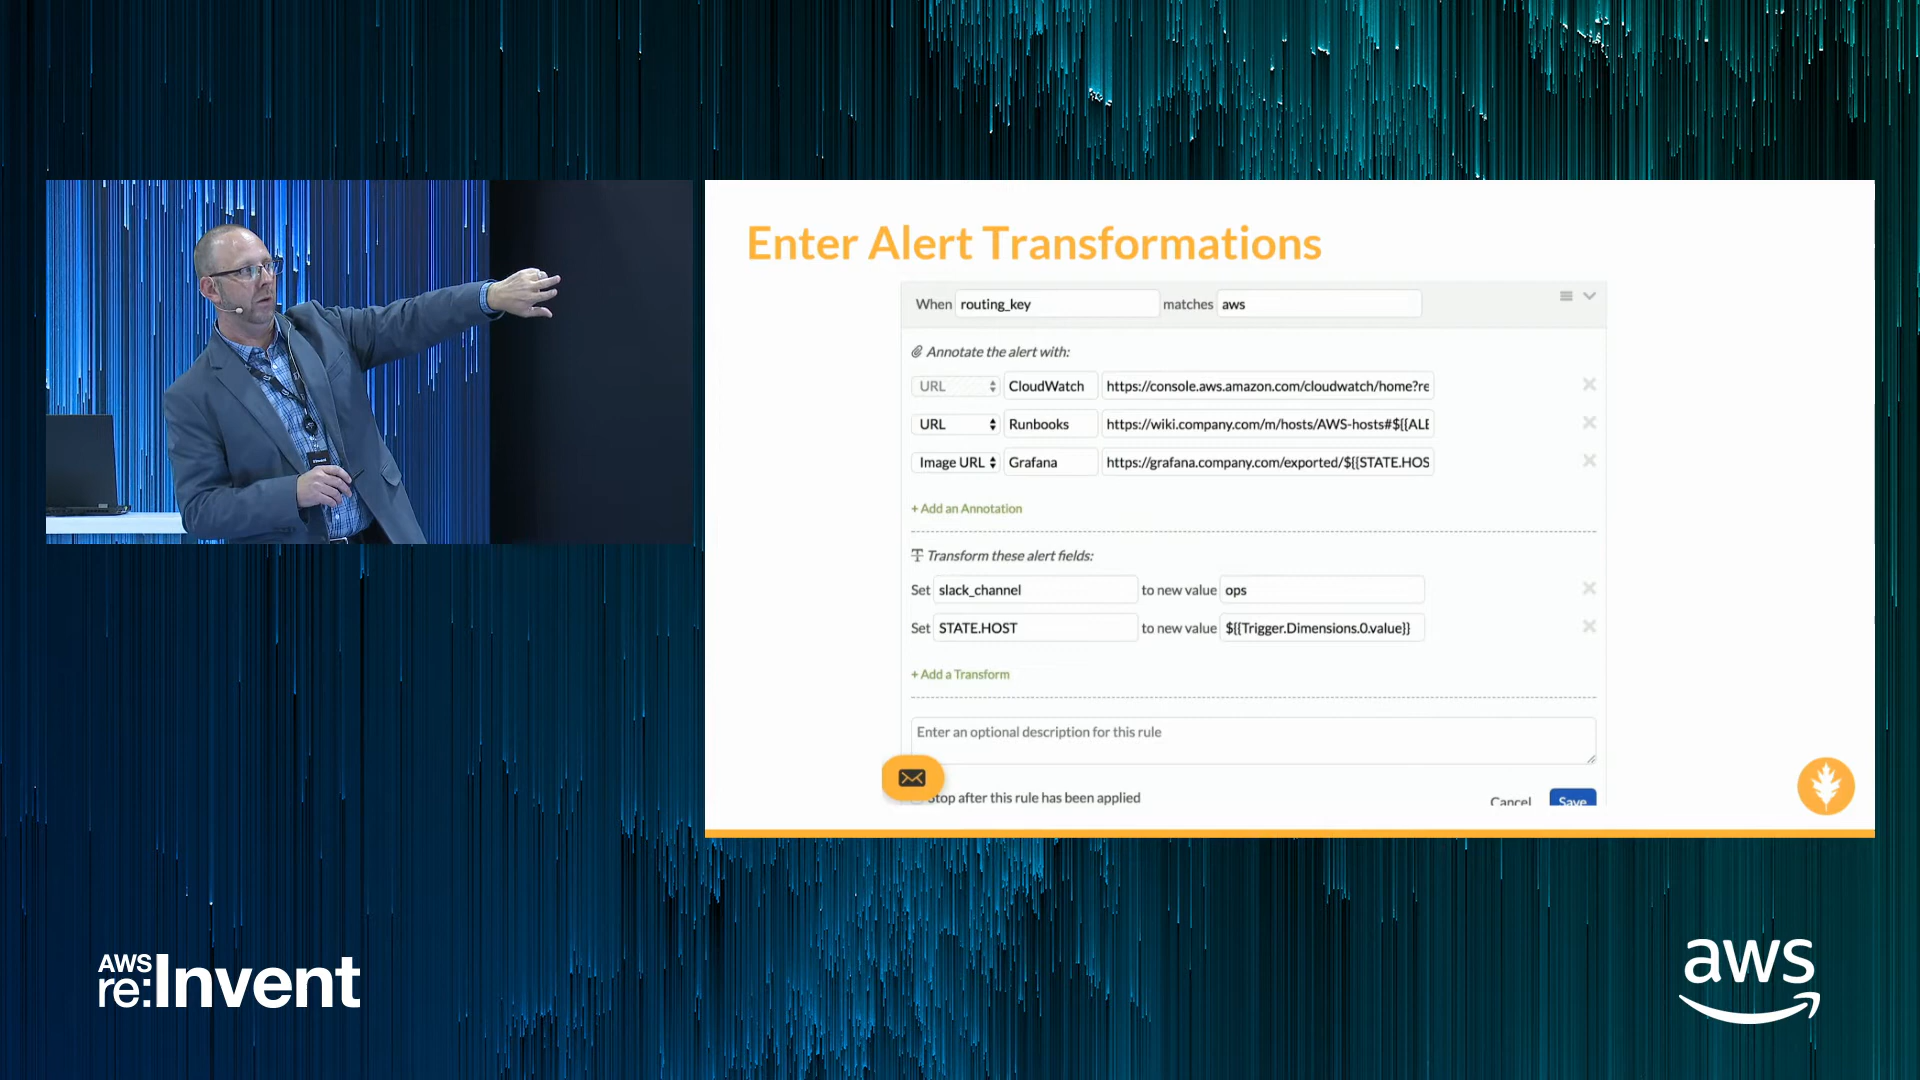 Enter Alert Transformations
When routing_key matches aws
Annotate the alert with:
URL CloudWatch https://console.aws.amazon.com/cloudwatch/home?re
URL Runbooks https://wiki.company.com/m/hosts/AWS-hosts#${{ALE
Image URL Grafana https://grafana.company.com/exported/${{STATE.HOS
+ Add an Annotation
Transform these alert fields:
Set slack_channel to new value ops
Set STATE.HOST to new value ${{Trigger.Dimensions.0.value}}
+ Add a Transform
Enter an optional description for this rule
Stop after this rule has been applied
Cancel Save
AWS
re:Invent
aws